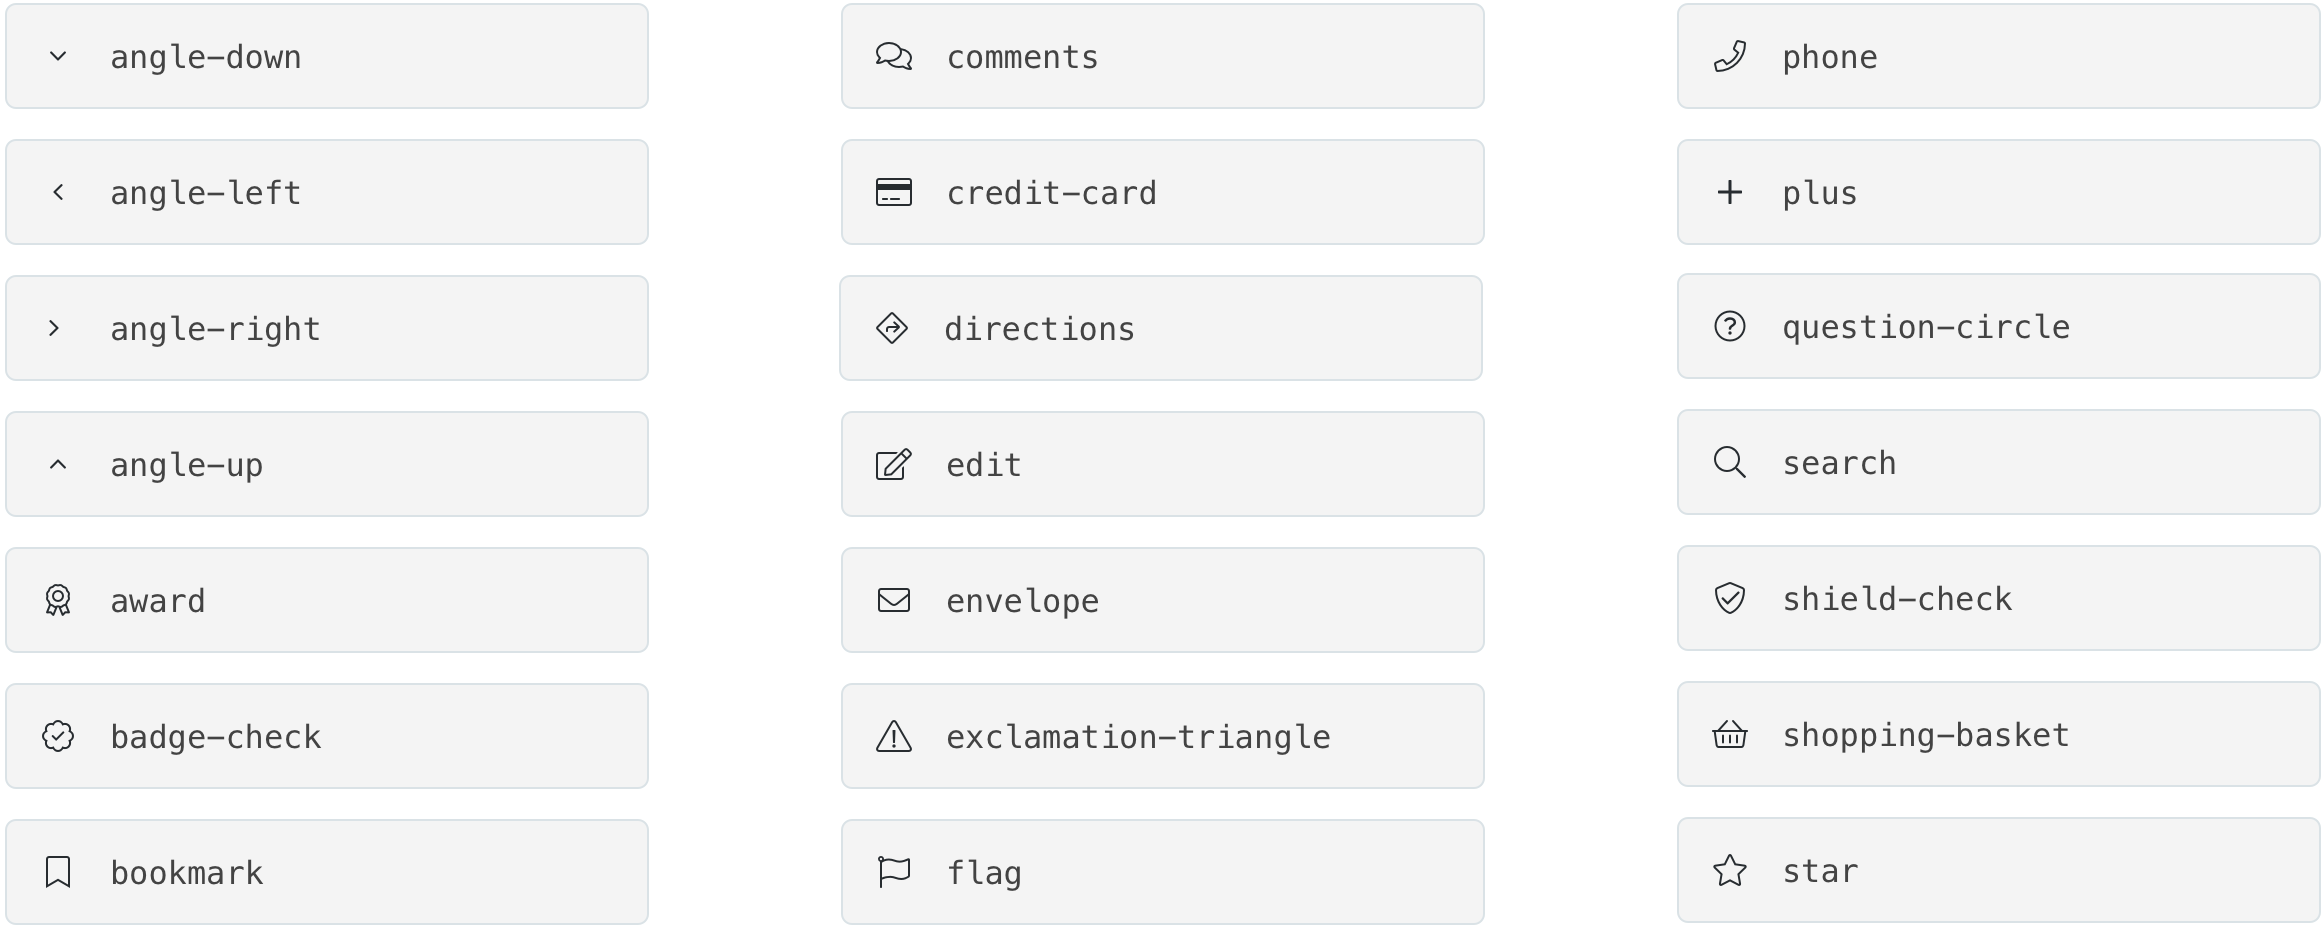 angle-down
angle-left
angle-right
angle-up
award
badge-check
bookmark
comments
credit-card
directions
edit
envelope
exclamation-triangle
flag
phone
plus
question-circle
search
shield-check
shopping-basket
star